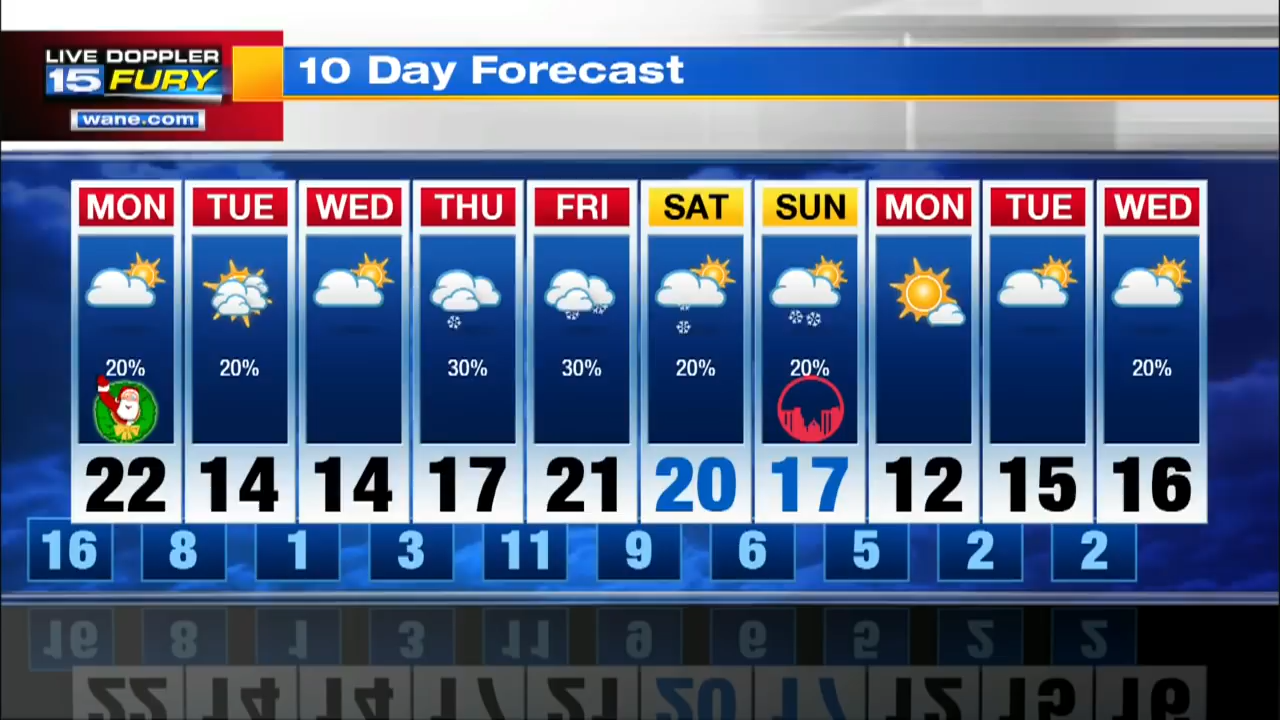 LIVE DOPPLER
15 FURY
wane.com
10 Day Forecast
MON TUE WED THU FRI SAT SUN MON TUE WED
20% 20% 30% 30% 20% 20% 20%
22 14 14 17 21 20 17 12 15 16
16 8 1 3 11 9 6 5 2 2